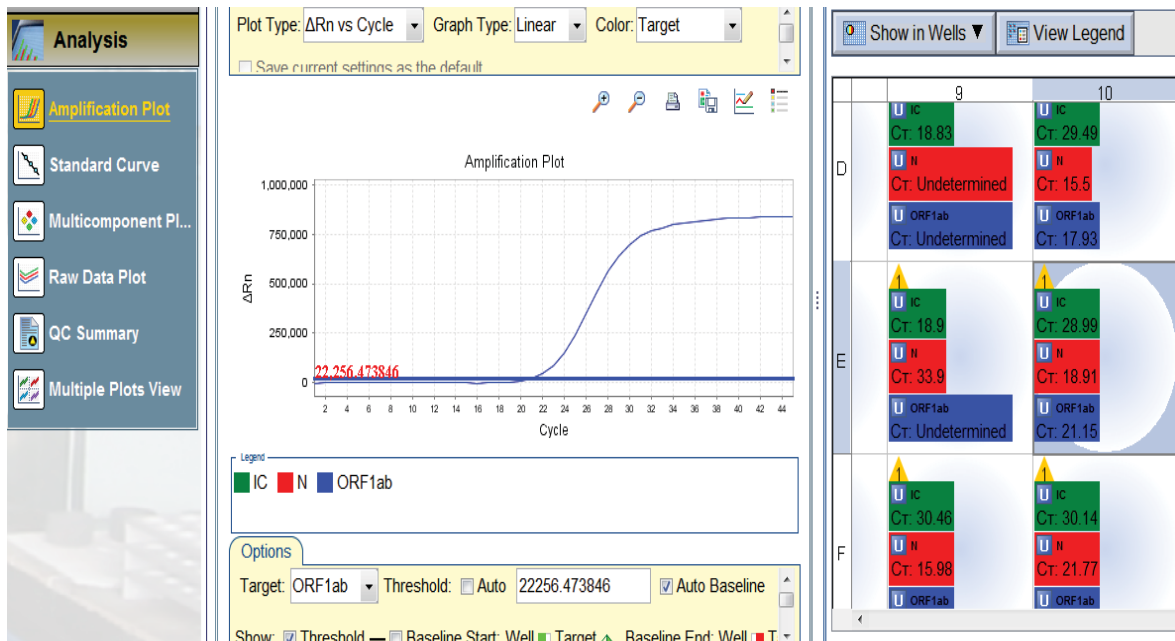 Analysis
Amplification Plot
Standard Curve
Multicomponent Pl...
Raw Data Plot
QC Summary
Multiple Plots View
Plot Type: ΔRn vs Cycle Graph Type: Linear Color: Target
Save current settings as the default
Amplification Plot
1,000,000
750,000
500,000
250,000
0
22.256.473846
ΔRn
2 4 6 8 10 12 14 16 18 20 22 24 26 28 30 32 34 36 38 40 42 44
Cycle
Legend
IC N ORF1ab
Options
Target: ORF1ab Threshold: Auto 22256.473846 Auto Baseline
Show: Threshold Baseline Start: Well Target Baseline End: Well T
Show in Wells ▼ View Legend
9 10
D
U IC
Cт: 18.83
U N
Cт: Undetermined
U ORF1ab
Cт: Undetermined
U IC
Cт: 29.49
U N
Cт: 15.5
U ORF1ab
Cт: 17.93
E
1
U IC
Cт: 18.9
U N
Cт: 33.9
U ORF1ab
Cт: Undetermined
1
U IC
Cт: 28.99
U N
Cт: 18.91
U ORF1ab
Cт: 21.15
F
1
U IC
Cт: 30.46
U N
Cт: 15.98
U ORF1ab
1
U IC
Cт: 30.14
U N
Cт: 21.77
U ORF1ab